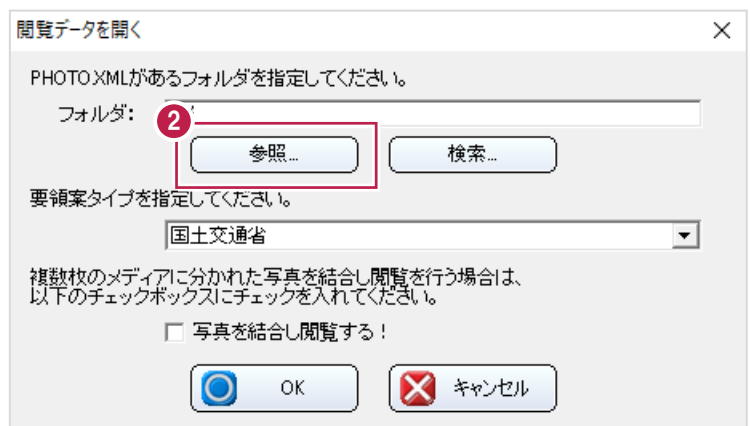 閲覧データを開く
PHOTO.XMLがあるフォルダを指定してください。
フォルダ:
2
参照... 検索...
要領案タイプを指定してください。
国土交通省
複数枚のメディアに分かれた写真を結合し閲覧を行う場合は、
以下のチェックボックスにチェックを入れてください。
写真を結合し閲覧する!
OK キャンセル